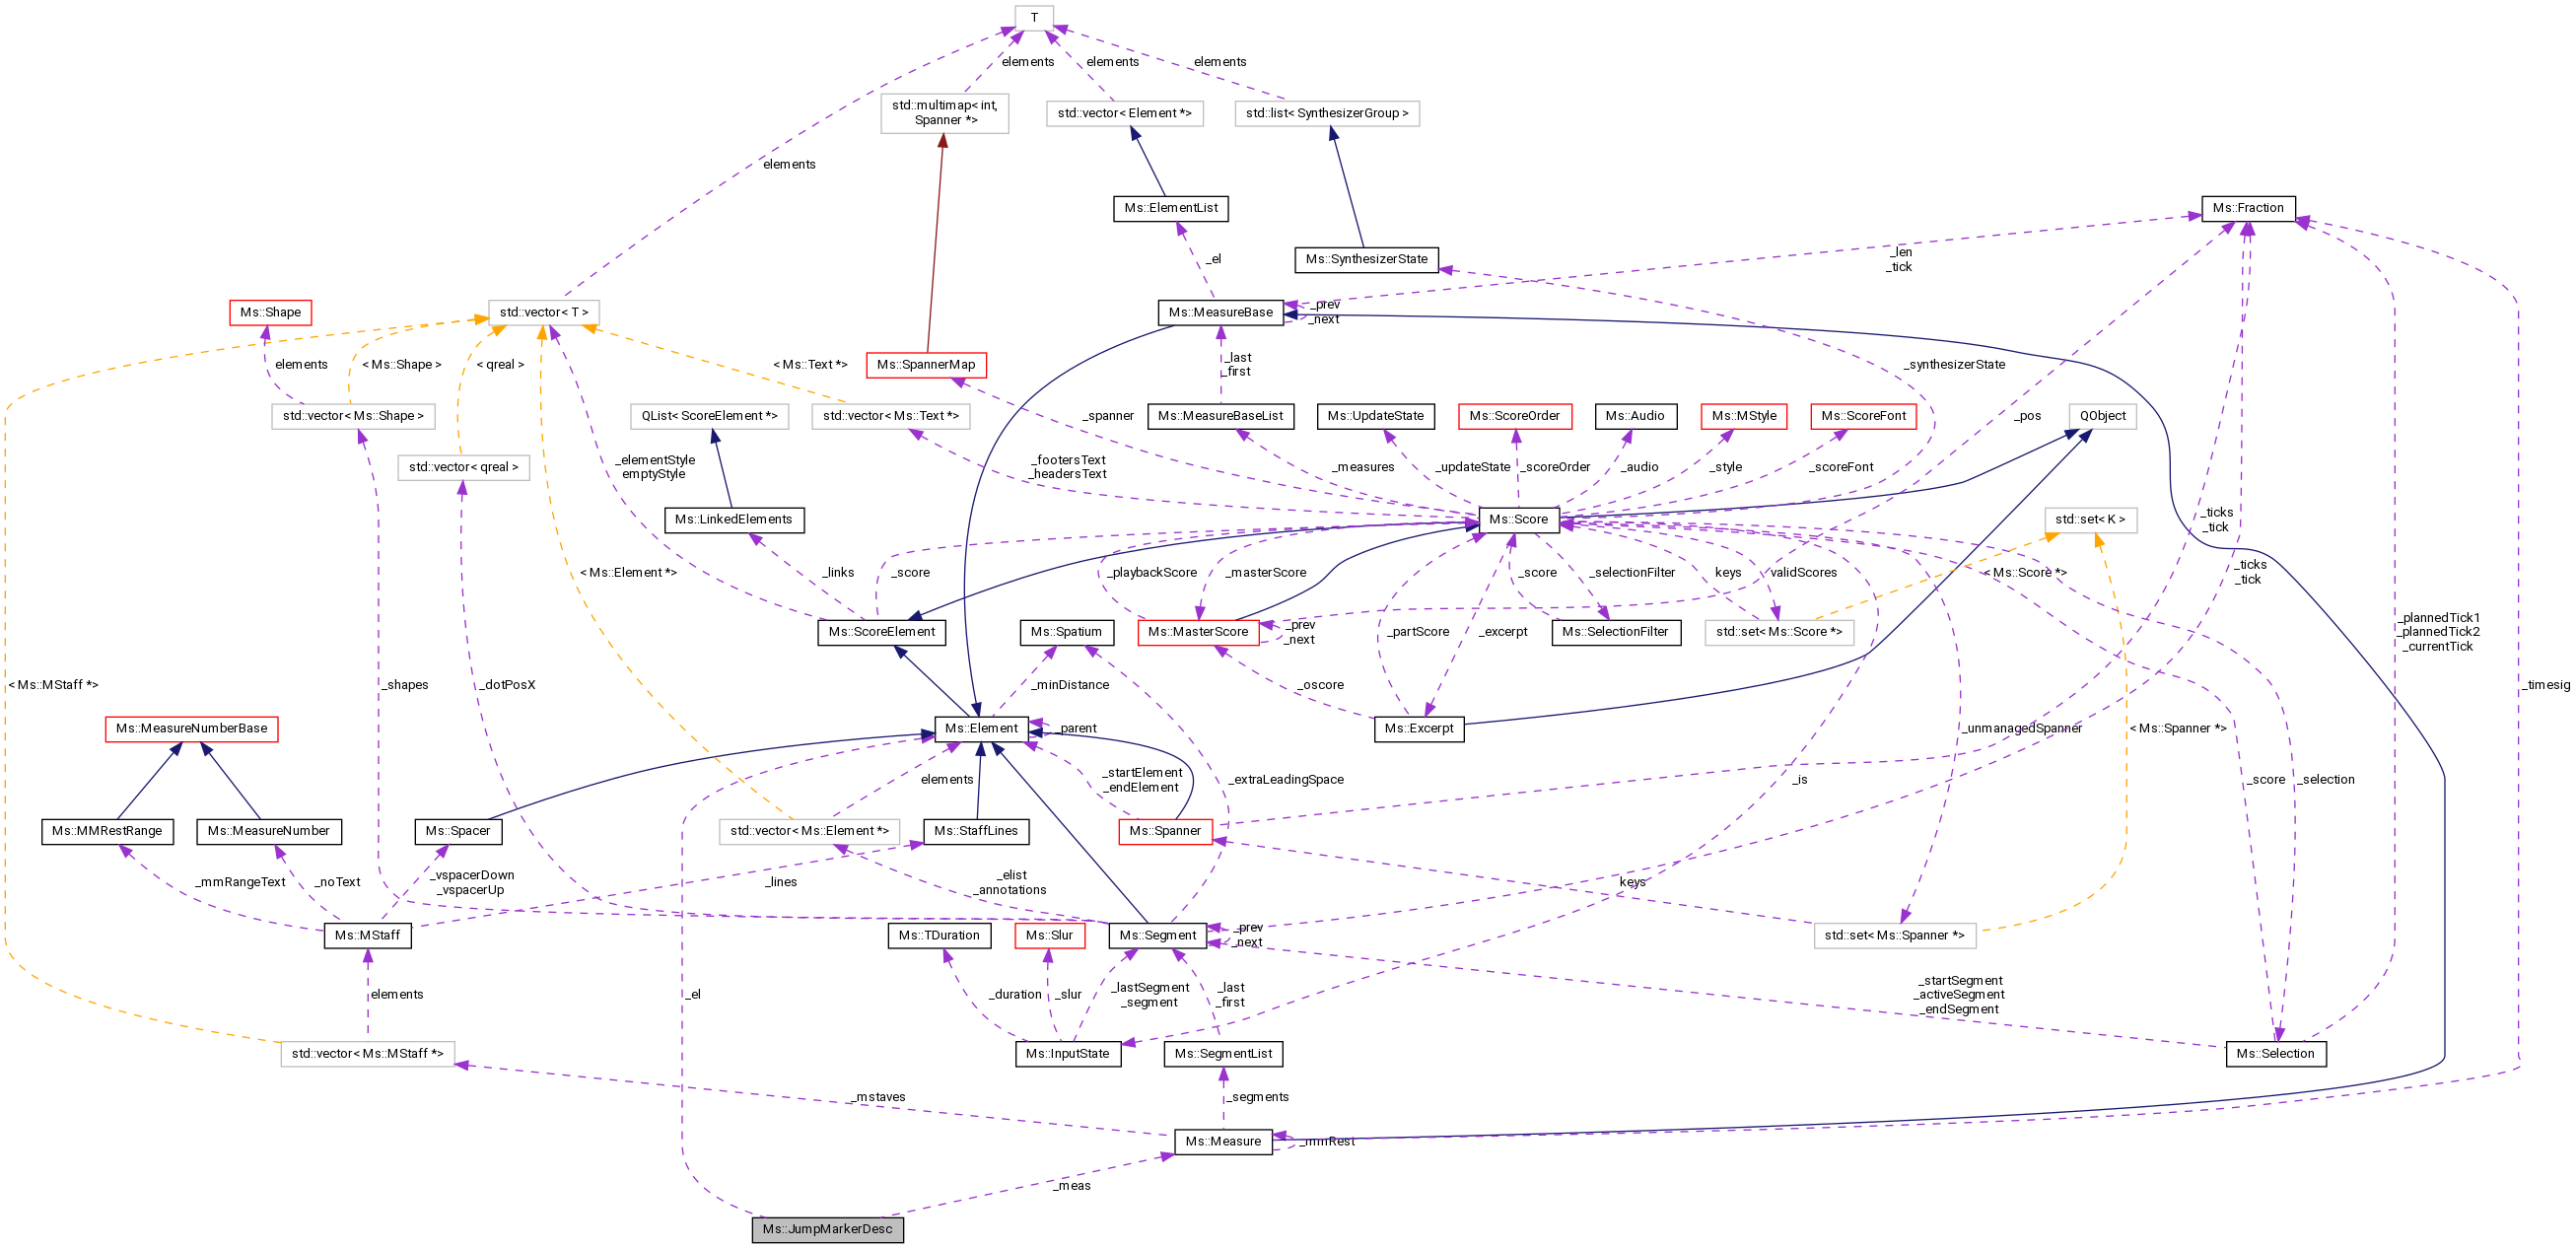 T
elements
elements
elements
std::multimap< int,
Spanner *>
std::vector< Element *>
std::list< SynthesizerGroup >
elements
Ms::ElementList
Ms::Fraction
_el
Ms::SynthesizerState
_len
_tick
Ms::Shape
std::vector< T >
Ms::MeasureBase
_prev
_next
elements
< Ms::Shape >
< qreal >
< Ms::Text *>
Ms::SpannerMap
_last
_first
_synthesizerState
std::vector< Ms::Shape >
QList< ScoreElement *>
std::vector< Ms::Text *>
_spanner
Ms::MeasureBaseList
Ms::UpdateState
Ms::ScoreOrder
Ms::Audio
Ms::MStyle
Ms::ScoreFont
_pos
QObject
std::vector< qreal >
_elementStyle
emptyStyle
_footersText
_headersText
_measures
_updateState
_scoreOrder
_audio
_style
_scoreFont
Ms::LinkedElements
Ms::Score
std::set< K >
_ticks
_tick
< Ms::Element *>
_links
_score
_playbackScore
_masterScore
_score
_selectionFilter
keys
validScores
< Ms::Score *>
_ticks
_tick
Ms::ScoreElement
Ms::Spatium
Ms::MasterScore
_prev
_next
_partScore
_excerpt
Ms::SelectionFilter
std::set< Ms::Score *>
_plannedTick1
_plannedTick2
_currentTick
< Ms::MStaff *>
_shapes
_dotPosX
_minDistance
_oscore
_timesig
Ms::MeasureNumberBase
Ms::Element
_parent
Ms::Excerpt
_unmanagedSpanner
< Ms::Spanner *>
elements
_startElement
_endElement
_extraLeadingSpace
_is
_score
_selection
Ms::MMRestRange
Ms::MeasureNumber
Ms::Spacer
std::vector< Ms::Element *>
Ms::StaffLines
Ms::Spanner
_mmRangeText
_noText
_vspacerDown
_vspacerUp
_lines
_elist
_annotations
keys
Ms::MStaff
Ms::TDuration
Ms::Slur
Ms::Segment
_prev
_next
std::set< Ms::Spanner *>
elements
_duration
_slur
_lastSegment
_segment
_last
_first
_startSegment
_activeSegment
_endSegment
_el
std::vector< Ms::MStaff *>
Ms::InputState
Ms::SegmentList
Ms::Selection
_mstaves
_segments
Ms::Measure
_mmRest
_meas
Ms::JumpMarkerDesc